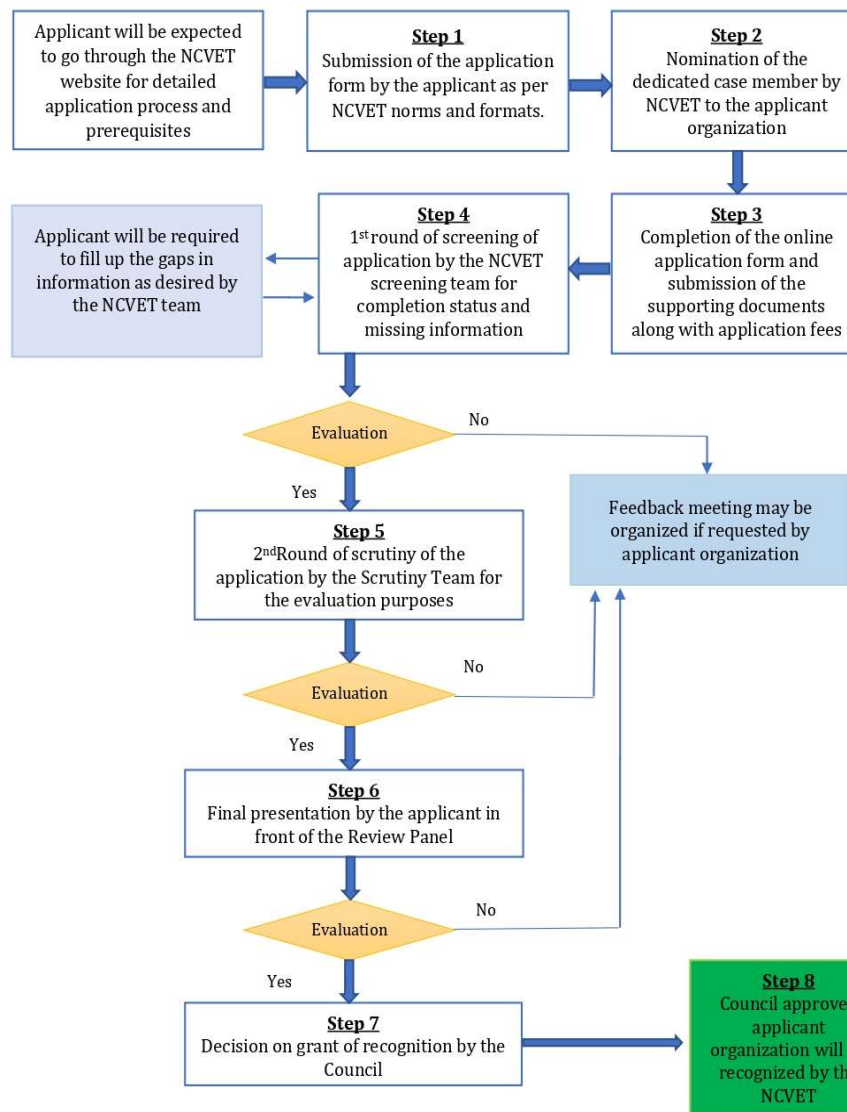 Applicant will be expected
to go through the NCVET
website for detailed
application process and
prerequisites
Step 1
Submission of the application
form by the applicant as per
NCVET norms and formats.
Step 2
Nomination of the
dedicated case member by
NCVET to the applicant
organization
Step 3
Completion of the online
application form and
submission of the
supporting documents
along with application fees
Step 4
1st round of screening of
application by the NCVET
screening team for
completion status and
missing information
Applicant will be required
to fill up the gaps in
information as desired by
the NCVET team
Evaluation
No
Yes
Feedback meeting may be
organized if requested by
applicant organization
Step 5
2ndRound of scrutiny of the
application by the Scrutiny Team for
the evaluation purposes
Evaluation
No
Yes
Step 6
Final presentation by the applicant in
front of the Review Panel
Evaluation
No
Yes
Step 7
Decision on grant of recognition by the
Council
Step 8
Council approve
applicant
organization will
recognized by th
NCVET